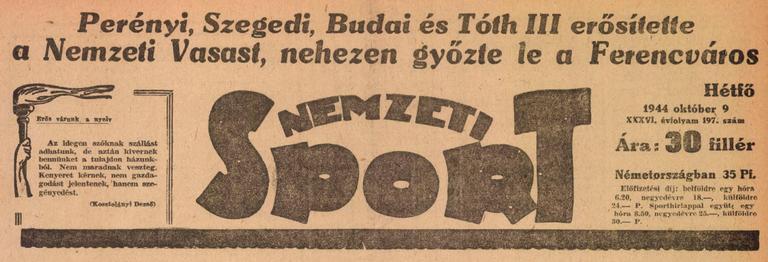 Perényi, Szegedi, Budai és Tóth III erősítette
a Nemzeti Vasast, nehezen győzte le a Ferencváros
Erős várunk a nyelv
Az idegen szóknak szállást
adhatunk, de aztán kivernek
bennünket a tulajdon házunk-
ból. Nem maradnak veszteg.
Kenyeret kérnek, nem gazda-
godást jelentenek, hanem sze-
gényedést.
(Kosztolányi Dezső)
NEMZETI
SPORT
Hétfő
1944 október 9
XXXVI. évfolyam 197. szám
Ára: 30 fillér
Németországban 35 Pf.
Előfizetési díj: belföldre egy hóra
6.20, negyedévre 18.—, külföldre
24.— P. Sporthirlappal együtt egy
hóra 8.50, negyedévre 25.—, külföldre
30.— P.